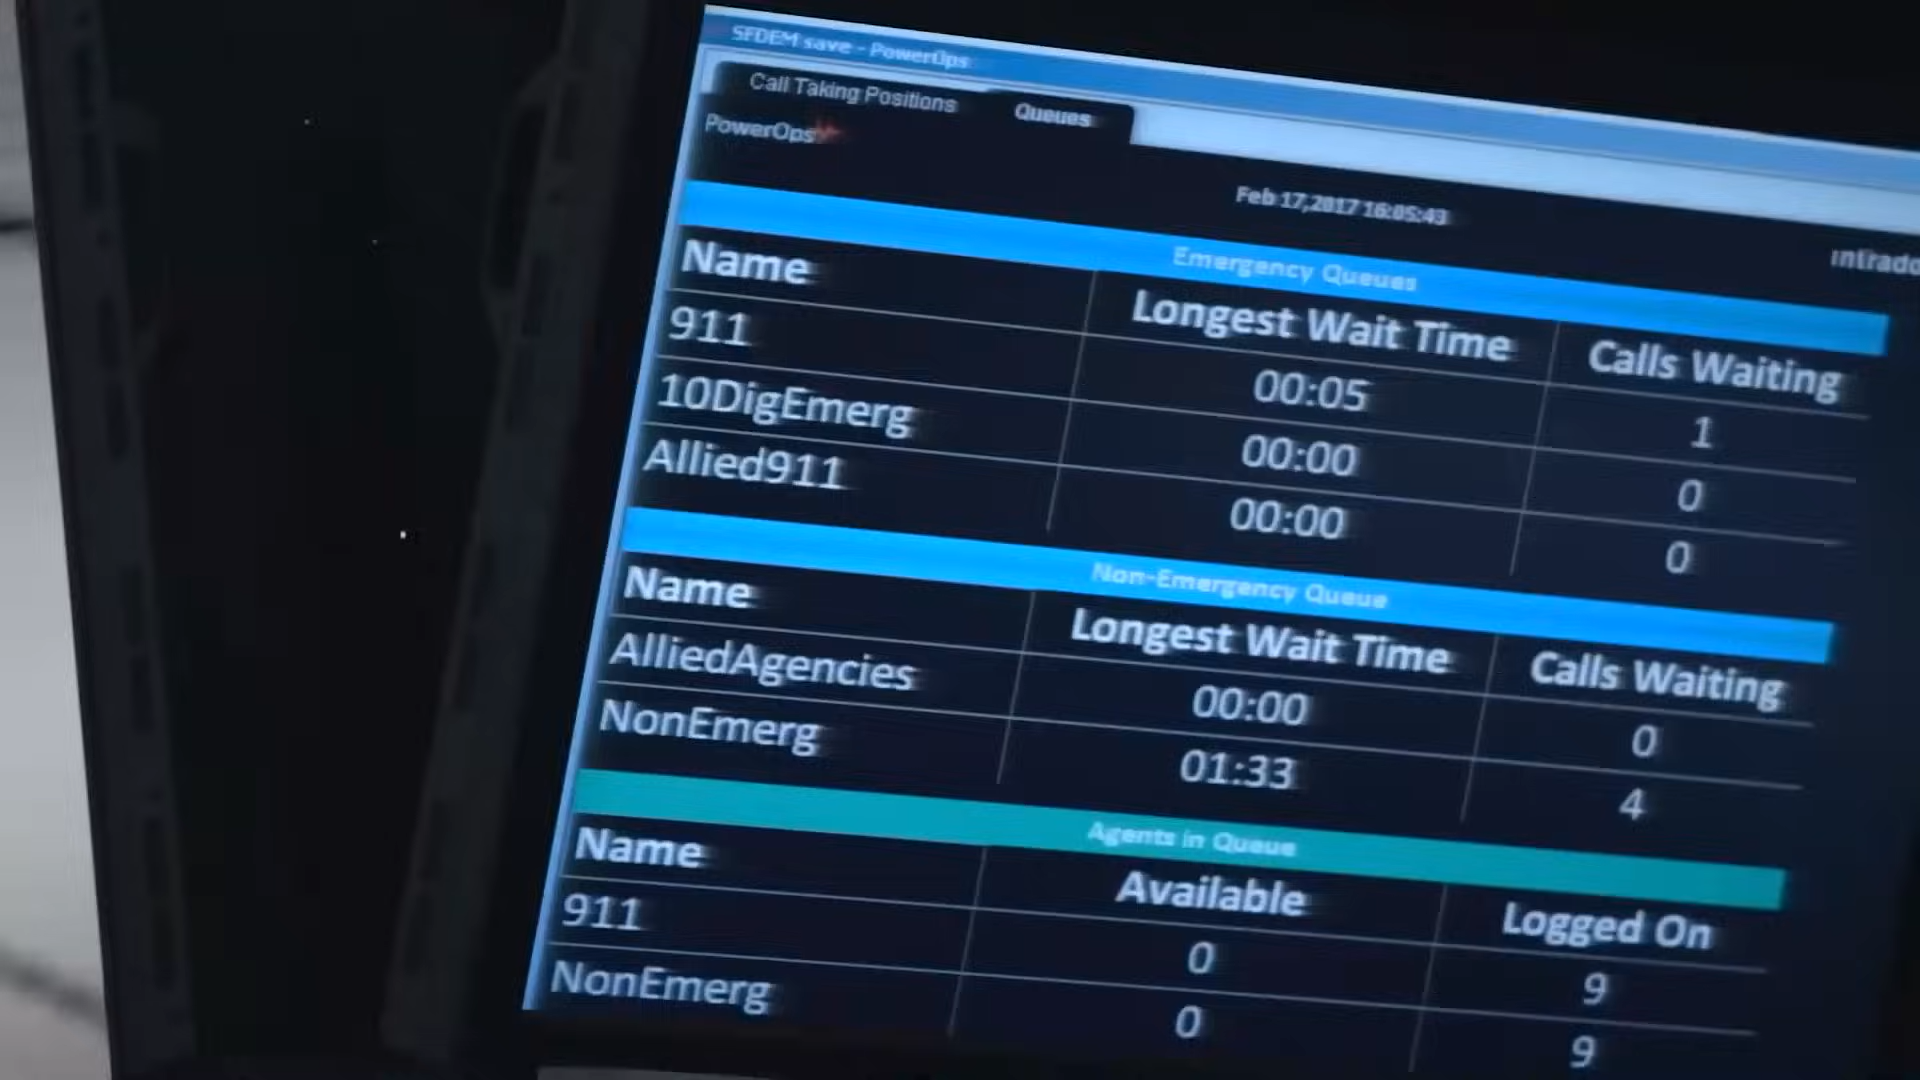 SFDEM save - PowerOps
Call Taking Positions Queues
PowerOps
Feb 17,2017 16:05:43
intrado
Emergency Queues
Name Longest Wait Time Calls Waiting
911 00:05 1
10DigEmerg 00:00 0
Allied911 00:00 0
Non-Emergency Queue
Name Longest Wait Time Calls Waiting
AlliedAgencies 00:00 0
NonEmerg 01:33 4
Agents in Queue
Name Available Logged On
911 0 9
NonEmerg 0 9